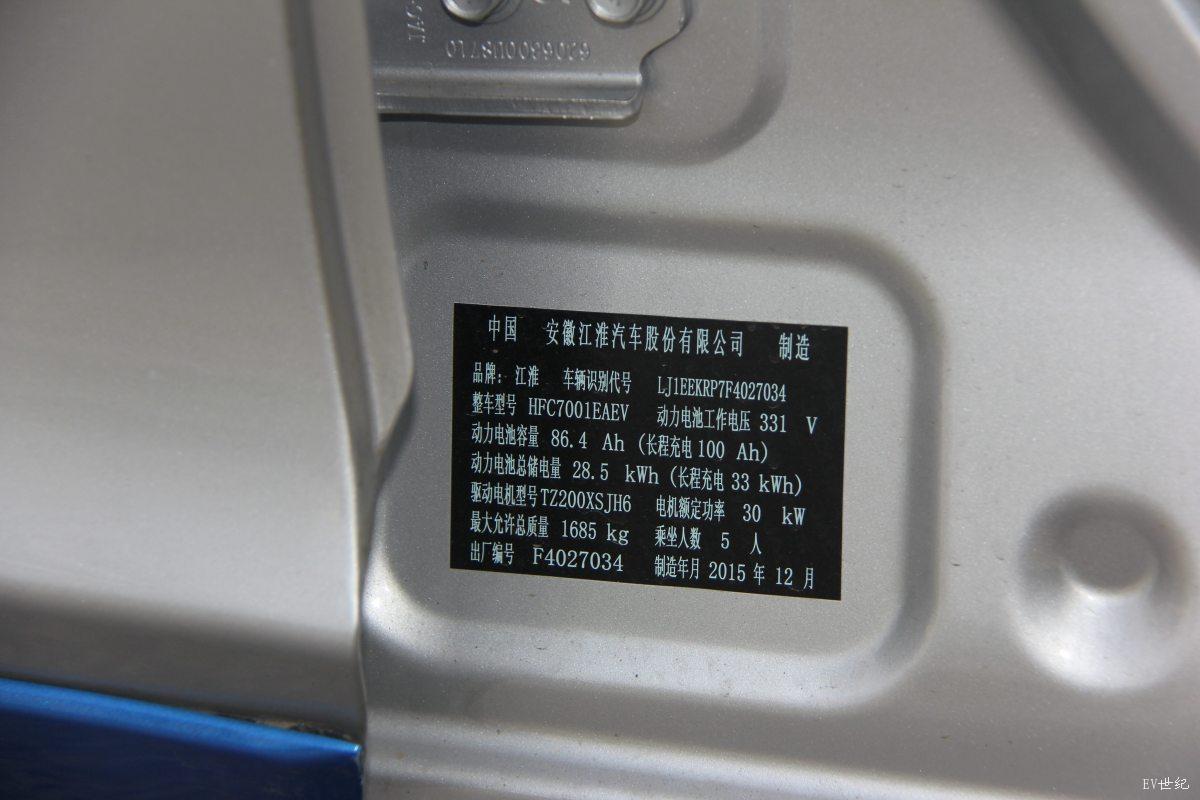 6206300U8710
中国 安徽江淮汽车股份有限公司 制造
品牌: 江淮 车辆识别代号 LJ1EEKRP7F4027034
整车型号 HFC7001EAEV 动力电池工作电压 331 V
动力电池容量 86.4 Ah (长程充电 100 Ah)
动力电池总储电量 28.5 kWh (长程充电 33 kWh)
驱动电机型号 TZ200XSJH6 电机额定功率 30 kW
最大允许总质量 1685 kg 乘坐人数 5 人
出厂编号 F4027034 制造年月 2015 年 12 月
EV世纪